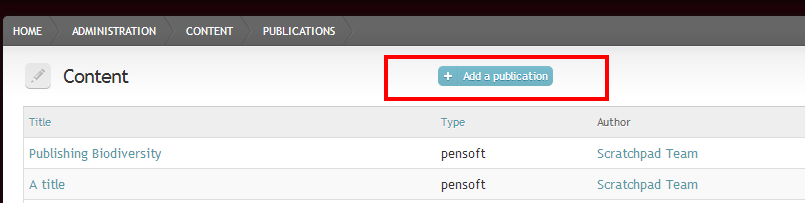 HOME ADMINISTRATION CONTENT PUBLICATIONS
Content + Add a publication
Title Type Author
Publishing Biodiversity pensoft Scratchpad Team
A title pensoft Scratchpad Team